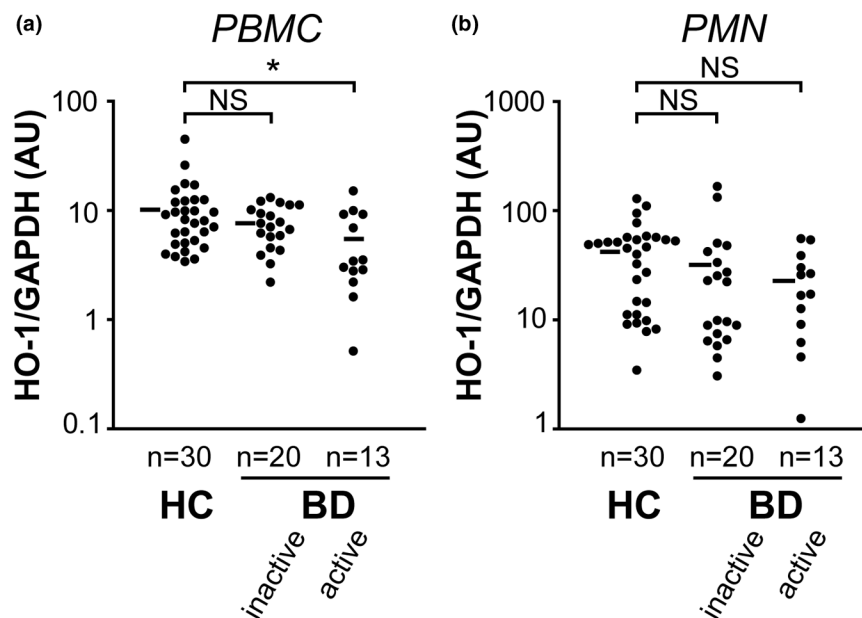 (a)
PBMC
*
NS
HO-1/GAPDH (AU)
100
10
1
0.1
n=30
n=20
n=13
HC
BD
inactive
active
(b)
PMN
NS
NS
HO-1/GAPDH (AU)
1000
100
10
1
n=30
n=20
n=13
HC
BD
inactive
active